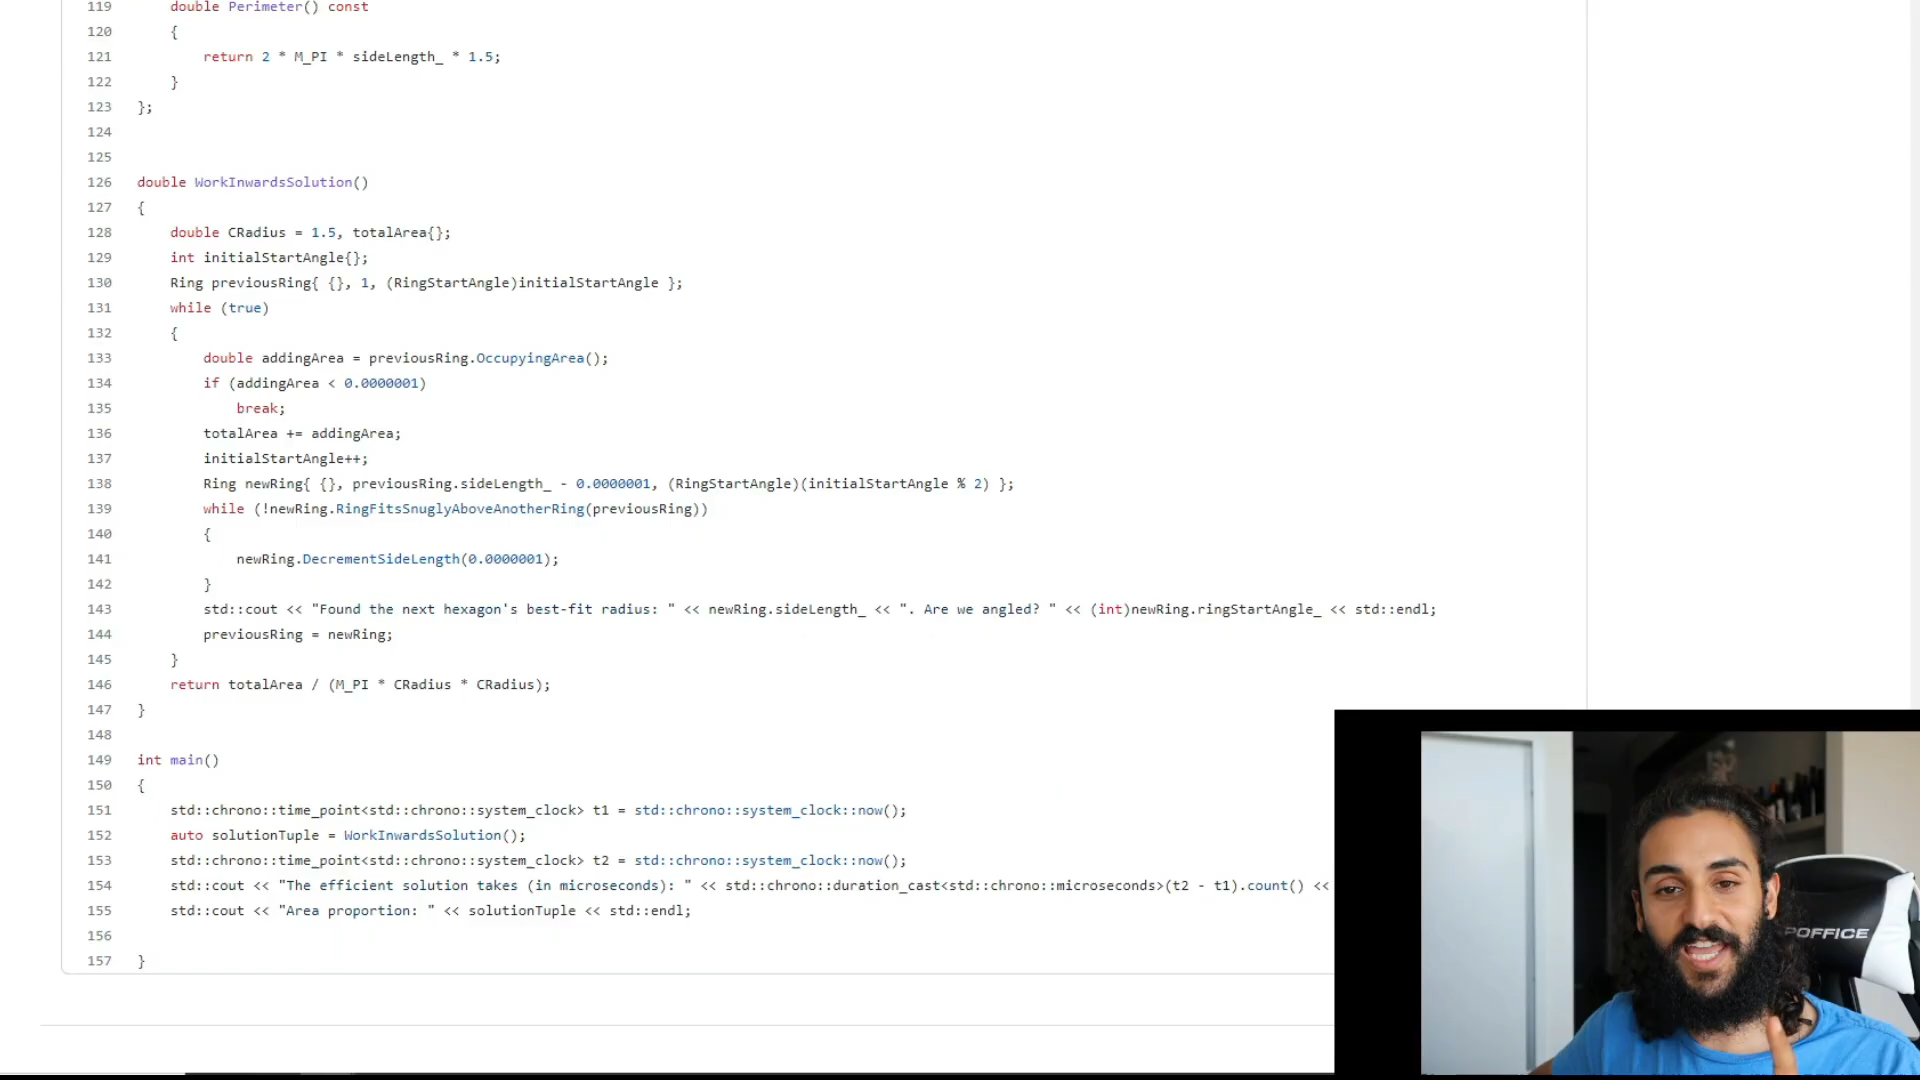 119 double Perimeter() const
120 {
121 return 2 * M_PI * sideLength_ * 1.5;
122 }
123 };
124
125
126 double WorkInwardsSolution()
127 {
128 double CRadius = 1.5, totalArea{};
129 int initialStartAngle{};
130 Ring previousRing{ {}, 1, (RingStartAngle)initialStartAngle };
131 while (true)
132 {
133 double addingArea = previousRing.OccupyingArea();
134 if (addingArea < 0.0000001)
135 break;
136 totalArea += addingArea;
137 initialStartAngle++;
138 Ring newRing{ {}, previousRing.sideLength_ - 0.0000001, (RingStartAngle)(initialStartAngle % 2) };
139 while (!newRing.RingFitsSnuglyAboveAnotherRing(previousRing))
140 {
141 newRing.DecrementSideLength(0.0000001);
142 }
143 std::cout << "Found the next hexagon's best-fit radius: " << newRing.sideLength_ << ". Are we angled? " << (int)newRing.ringStartAngle_ << std::endl;
144 previousRing = newRing;
145 }
146 return totalArea / (M_PI * CRadius * CRadius);
147 }
148
149 int main()
150 {
151 std::chrono::time_point<std::chrono::system_clock> t1 = std::chrono::system_clock::now();
152 auto solutionTuple = WorkInwardsSolution();
153 std::chrono::time_point<std::chrono::system_clock> t2 = std::chrono::system_clock::now();
154 std::cout << "The efficient solution takes (in microseconds): " << std::chrono::duration_cast<std::chrono::microseconds>(t2 - t1).count() <<
155 std::cout << "Area proportion: " << solutionTuple << std::endl;
156
157 }
POFFICE